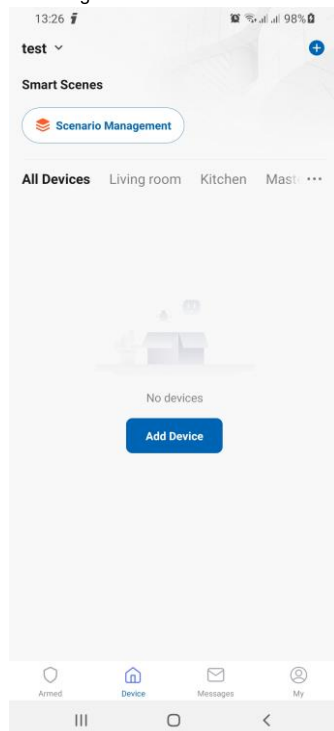 13:26 98%
test
Smart Scenes
Scenario Management
All Devices Living room Kitchen Mast ...
No devices
Add Device
Armed Device Messages My